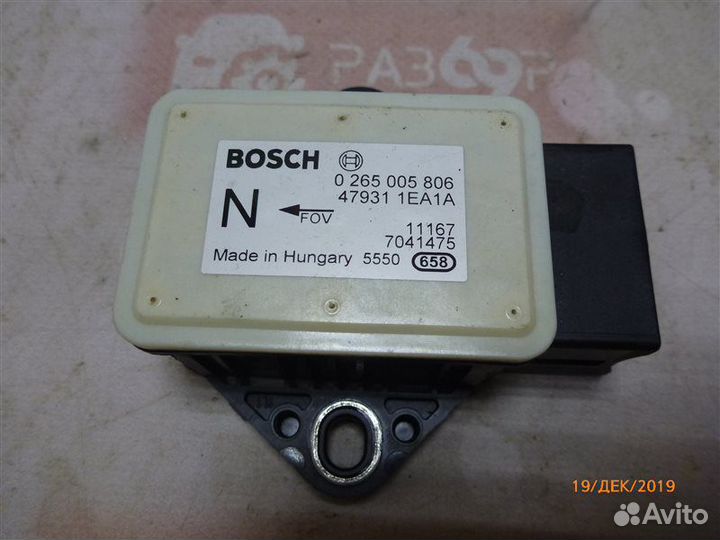 РАЗ69Р
BOSCH
0 265 005 806
47931 1EA1A
N
FOV
11167
7041475
Made in Hungary 5550 658
19/ДЕК/2019
Avito